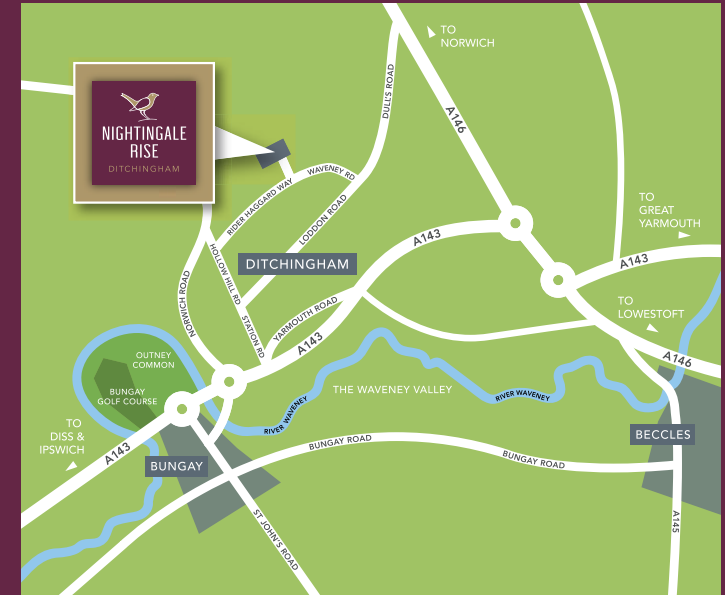 TO
NORWICH
DULL'S ROAD
A146
NIGHTINGALE
RISE
DITCHINGHAM
WAVENEY RD
RIDER HAGGARD WAY
LODDON ROAD
TO
GREAT
YARMOUTH
A143
A143
DITCHINGHAM
HOLLOW HILL RD
NORWICH ROAD
STATION RD
YARMOUTH ROAD
A143
TO
LOWESTOFT
A146
OUTNEY
COMMON
BUNGAY
GOLF COURSE
THE WAVENEY VALLEY
RIVER WAVENEY
RIVER WAVENEY
TO
DISS &
IPSWICH
A143
BUNGAY
BUNGAY ROAD
BUNGAY ROAD
BECCLES
ST JOHN'S ROAD
A145